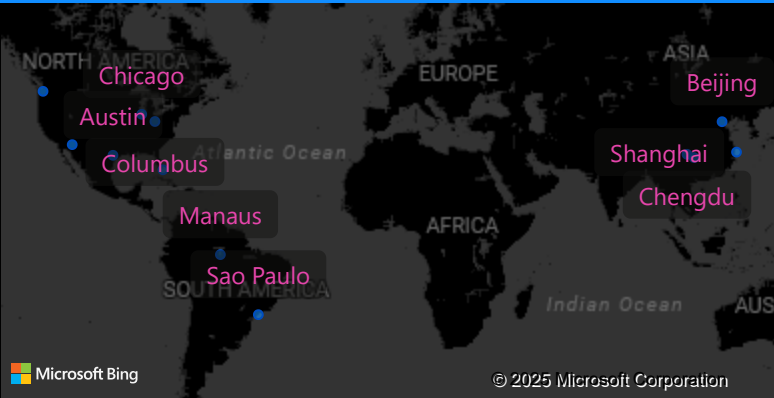 NORTH AMERICA
Chicago
EUROPE
ASIA
Beijing
Austin
Atlantic Ocean
Columbus
Shanghai
Chengdu
Manaus
AFRICA
Sao Paulo
SOUTH AMERICA
Indian Ocean
AUS
Microsoft Bing
© 2025 Microsoft Corporation